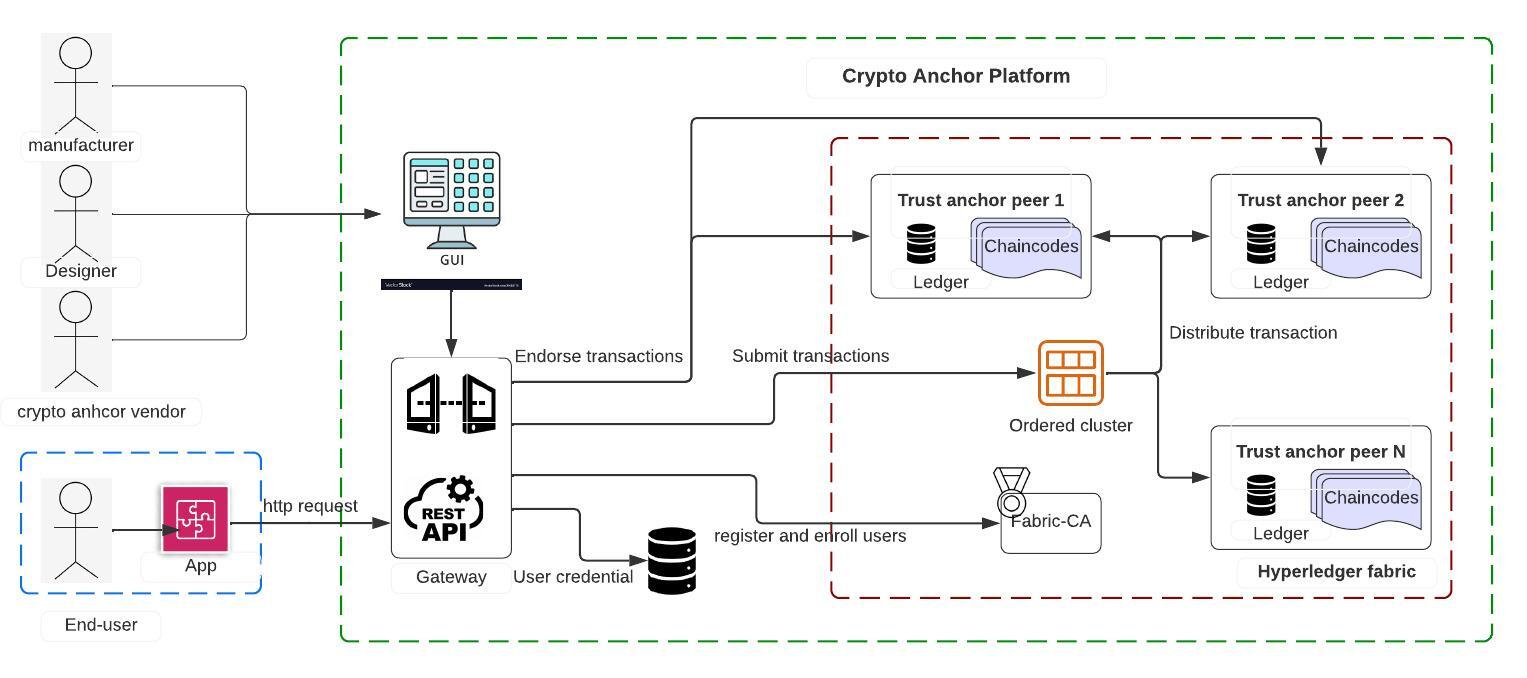 Crypto Anchor Platform
manufacturer
Designer
crypto anhcor vendor
GUI
VectorStock
Trust anchor peer 1
Chaincodes
Ledger
Trust anchor peer 2
Chaincodes
Ledger
Endorse transactions
Submit transactions
Distribute transaction
Ordered cluster
Trust anchor peer N
Chaincodes
Ledger
Hyperledger fabric
http request
App
End-user
REST
API
Gateway
User credential
register and enroll users
Fabric-CA